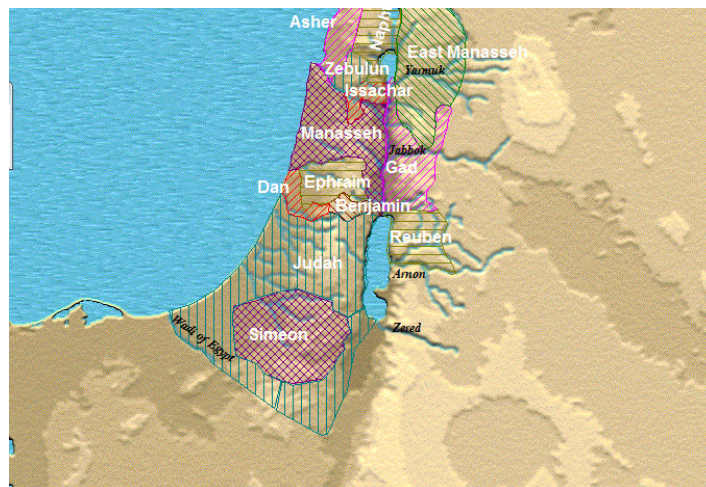 Asher
Naph
East Manasseh
Zebulun
Yarmuk
Issachar
Manasseh
Jabbok
Gad
Dan
Ephraim
Benjamin
Reuben
Judah
Arnon
Wadi of Egypt
Simeon
Zered